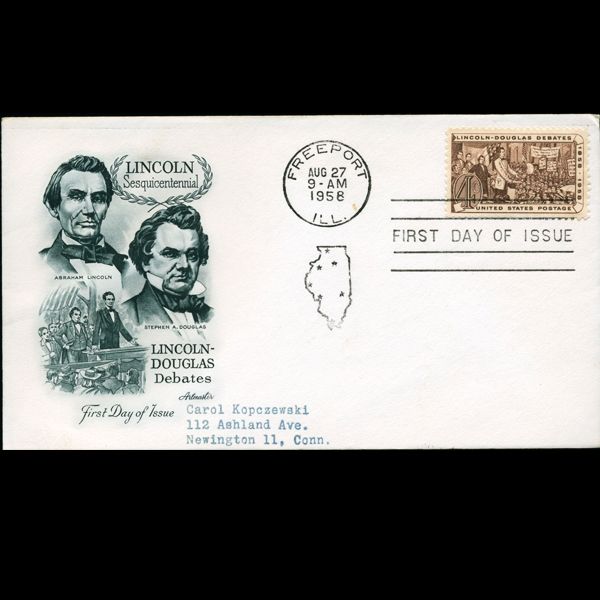 LINCOLN
Sesquicentennial
ABRAHAM LINCOLN
STEPHEN A. DOUGLAS
LINCOLN-
DOUGLAS
Debates
Artmaster
First Day of Issue
FREEPORT
AUG 27
9-AM
1958
ILL.
LINCOLN-DOUGLAS DEBATES
1858-1958
4¢
UNITED STATES POSTAGE
FIRST DAY OF ISSUE
Carol Kopczewski
112 Ashland Ave.
Newington 11, Conn.